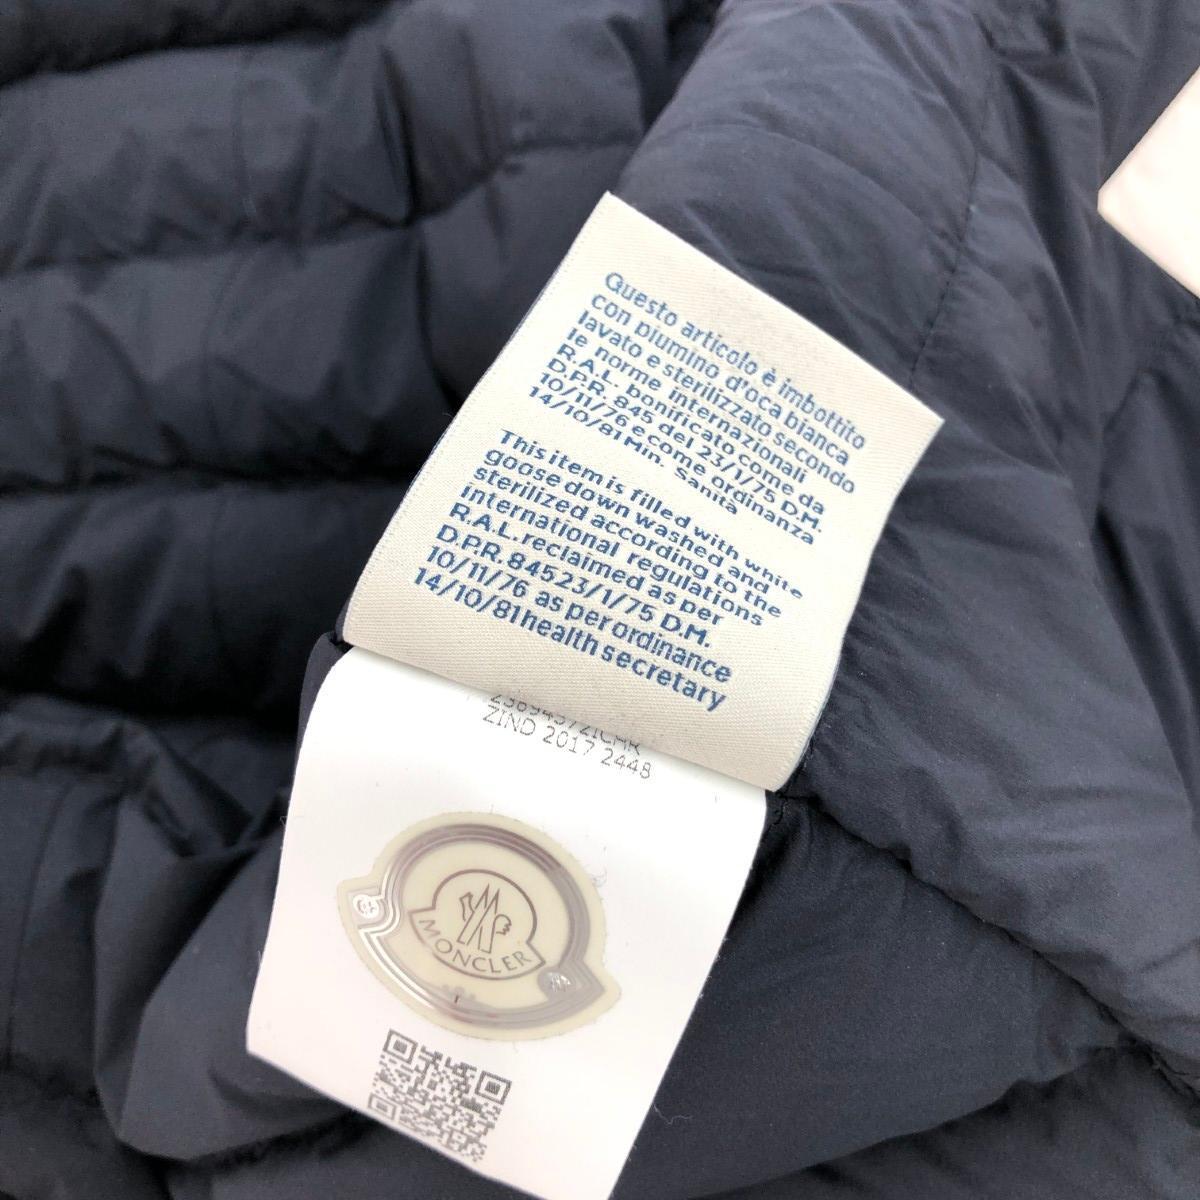 Questo articolo è imbottito
con piumino d'oca bianca
lavato e sterilizzato secondo
le norme internazionali
R.A.L. bonificato come da
D.P.R. 845 del 23/1/75 D.M.
10/11/76 e come ordinanza
14/10/81 Min. Sanità
This item is filled with white
goose down washed and
sterilized according to the
international regulations
R.A.L. reclaimed as per
D.P.R. 84523/1/75 D.M.
10/11/76 as per ordinance
14/10/81 health secretary
ZIND 2017 2448
MONCLER